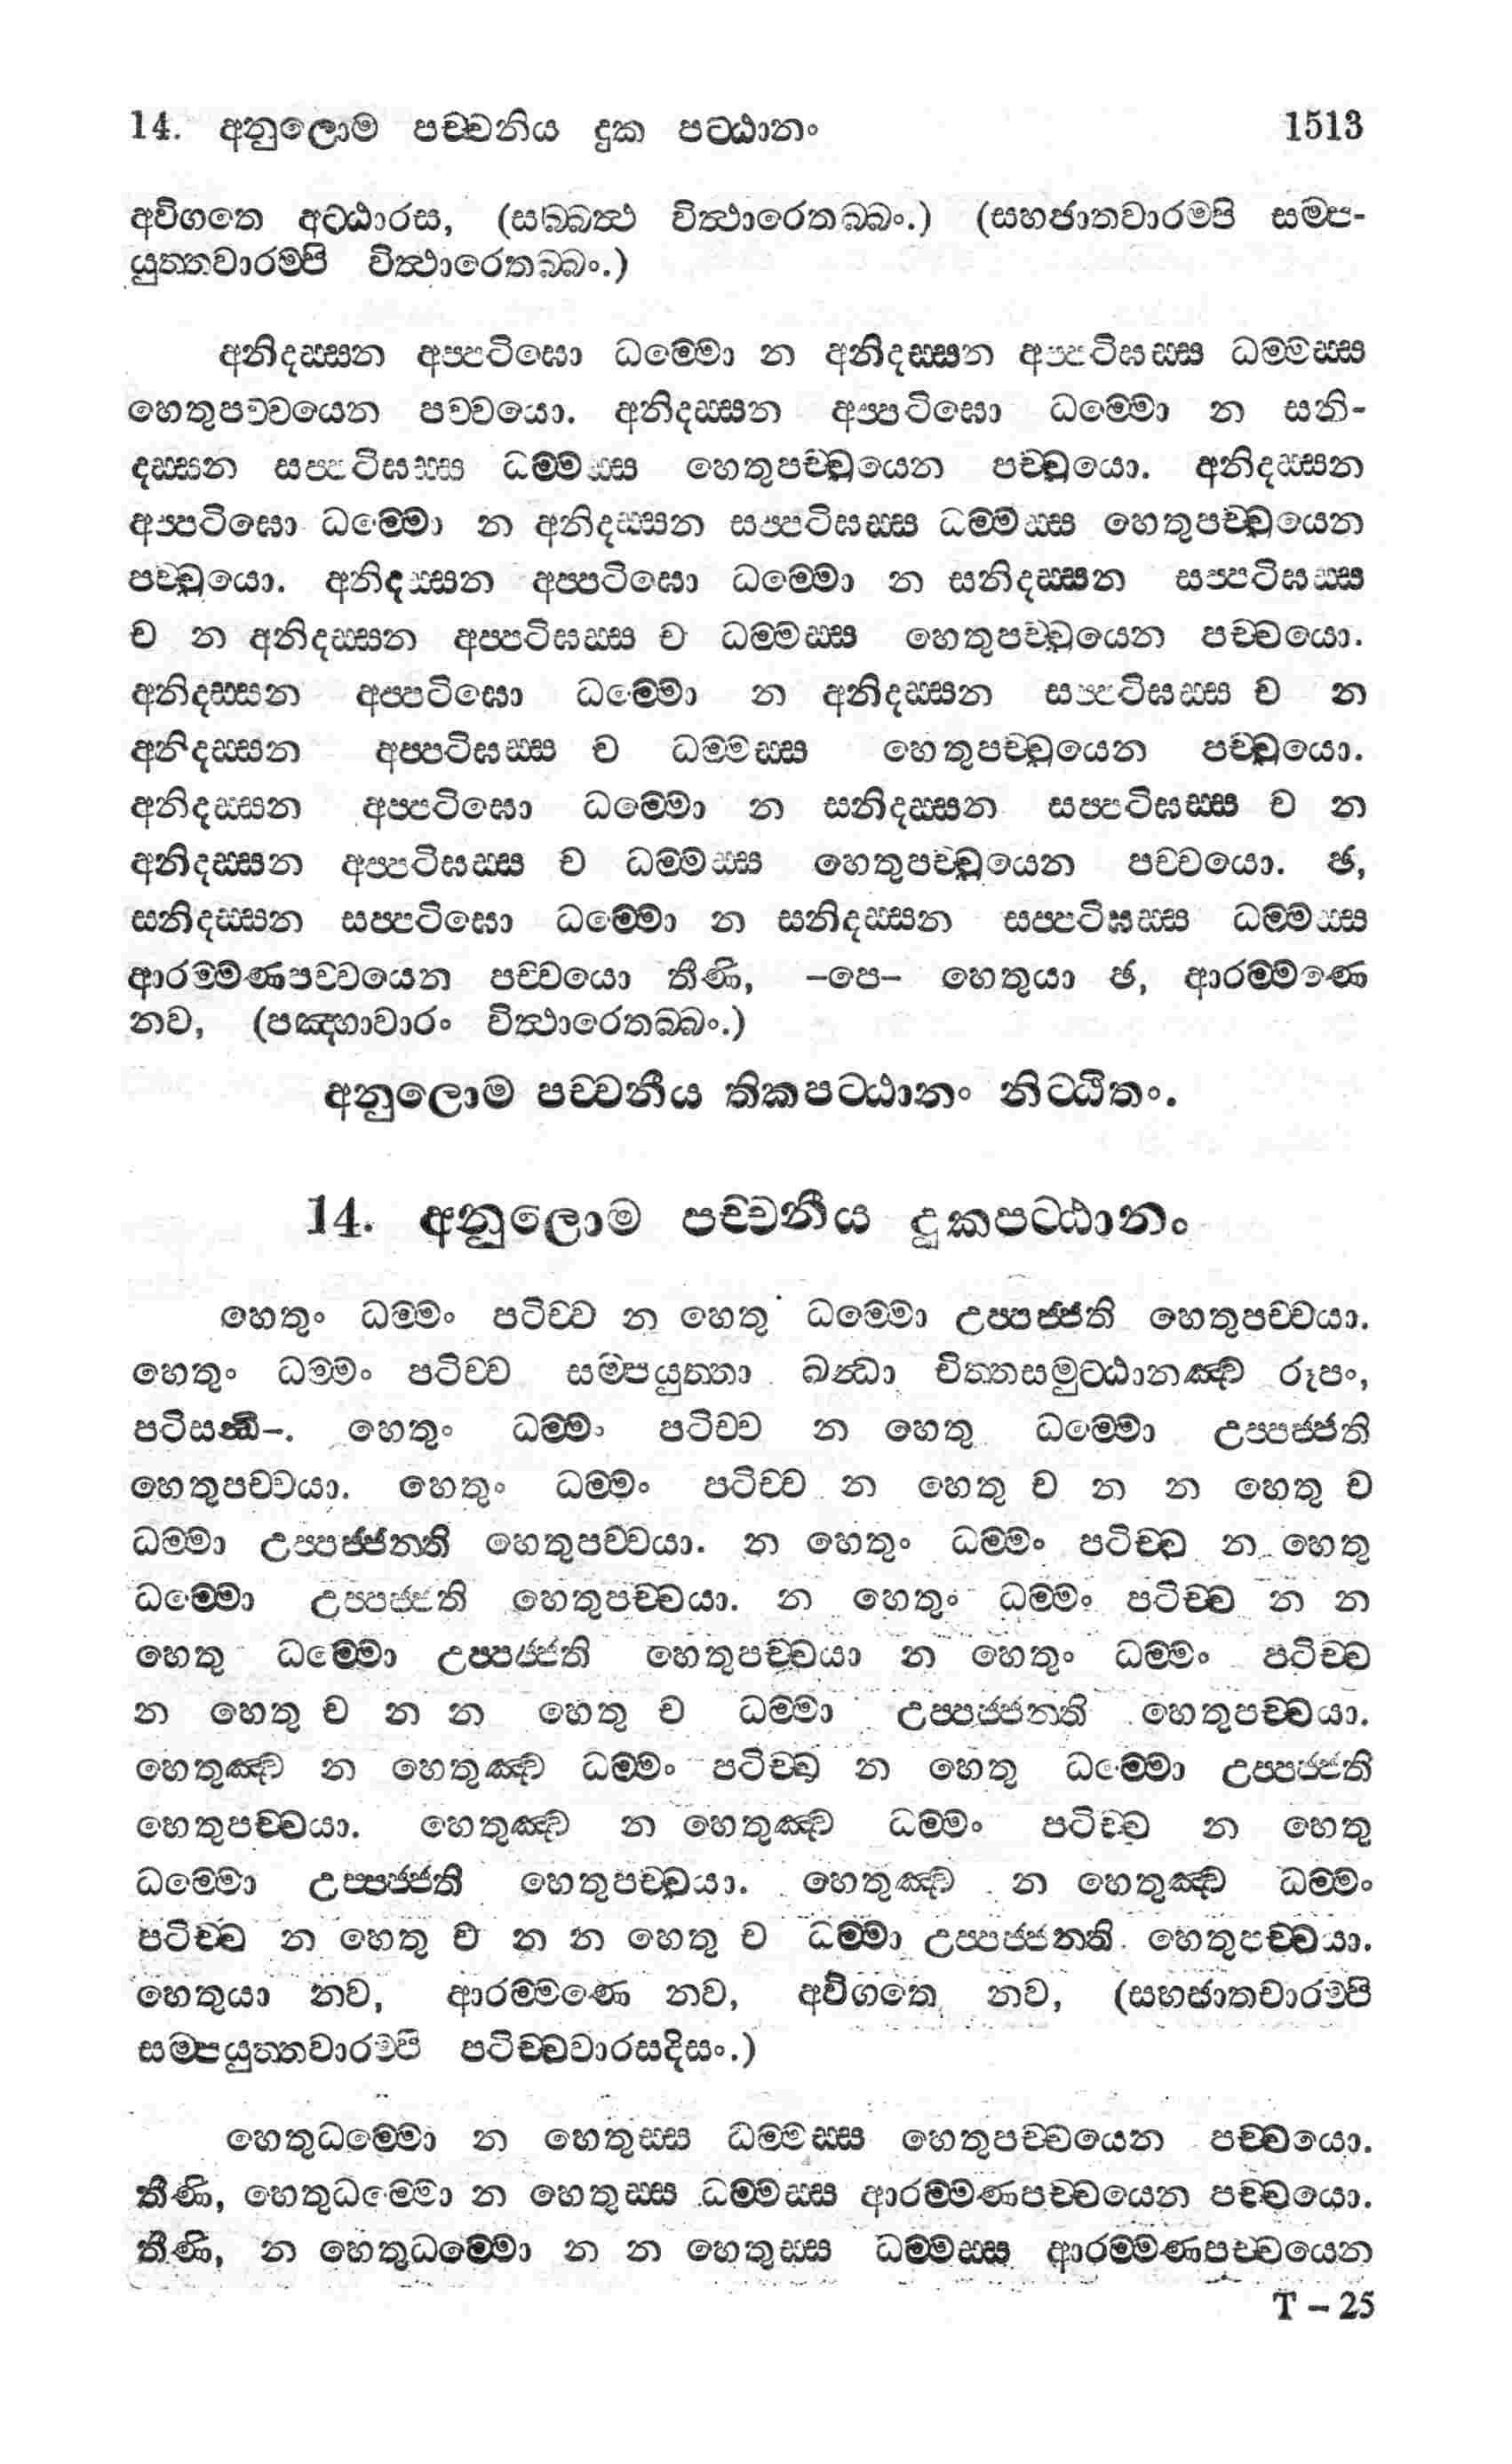 14. අනුලොම පච්චනිය දුක පට්ඨානං 1513
අවිගතෙ අට්ඨාරස, (සබ්බත්ථ විත්ථාරෙතබ්බං.) (සහජාතවාරම්පි සම්ප-
යුත්තවාරම්පි විත්ථාරෙතබ්බං.)
අනිදස්සන අප්පටිඝො ධම්මො න අනිදස්සන අප්පටිඝස්ස ධම්මස්ස
හෙතුපච්චයෙන පච්චයො. අනිදස්සන අප්පටිඝො ධම්මො න සනි-
දස්සන සප්පටිඝස්ස ධම්මස්ස හෙතුපච්චයෙන පච්චයො. අනිදස්සන
අප්පටිඝො ධම්මො න අනිදස්සන සප්පටිඝස්ස ධම්මස්ස හෙතුපච්චයෙන
පච්චයො. අනිදස්සන අප්පටිඝො ධම්මො න සනිදස්සන සප්පටිඝස්ස
ච න අනිදස්සන අප්පටිඝස්ස ච ධම්මස්ස හෙතුපච්චයෙන පච්චයො.
අනිදස්සන අප්පටිඝො ධම්මො න අනිදස්සන සප්පටිඝස්ස ච න
අනිදස්සන අප්පටිඝස්ස ච ධම්මස්ස හෙතුපච්චයෙන පච්චයො.
අනිදස්සන අප්පටිඝො ධම්මො න සනිදස්සන සප්පටිඝස්ස ච න
අනිදස්සන අප්පටිඝස්ස ච ධම්මස්ස හෙතුපච්චයෙන පච්චයො. ඡ,
සනිදස්සන සප්පටිඝො ධම්මො න සනිදස්සන සප්පටිඝස්ස ධම්මස්ස
ආරම්මණපච්චයෙන පච්චයො තීණි, –පෙ– හෙතුයා ඡ, ආරම්මණෙ
නව, (පඤ්හාවාරං විත්ථාරෙතබ්බං.)
අනුලොම පච්චනීය තිකපට්ඨානං නිට්ඨිතං.
14. අනුලොම පච්චනීය දුකපට්ඨානං
හෙතුං ධම්මං පටිච්ච න හෙතු ධම්මො උප්පජ්ජති හෙතුපච්චයා.
හෙතුං ධම්මං පටිච්ච සම්පයුත්තා ඛන්ධා චිත්තසමුට්ඨානඤ්ච රූපං,
පටිසන්ධි–. හෙතුං ධම්මං පටිච්ච න හෙතු ධම්මො උප්පජ්ජති
හෙතුපච්චයා. හෙතුං ධම්මං පටිච්ච න හෙතු ච න න හෙතු ච
ධම්මා උප්පජ්ජන්ති හෙතුපච්චයා. න හෙතුං ධම්මං පටිච්ච න හෙතු
ධම්මො උප්පජ්ජති හෙතුපච්චයා. න හෙතුං ධම්මං පටිච්ච න න
හෙතු ධම්මො උප්පජ්ජති හෙතුපච්චයා න හෙතුං ධම්මං පටිච්ච
න හෙතු ච න න හෙතු ච ධම්මා උප්පජ්ජන්ති හෙතුපච්චයා.
හෙතුඤ්ච න හෙතුඤ්ච ධම්මං පටිච්ච න හෙතු ධම්මො උප්පජ්ජති
හෙතුපච්චයා. හෙතුඤ්ච න හෙතුඤ්ච ධම්මං පටිච්ච න හෙතු
ධම්මො උප්පජ්ජති හෙතුපච්චයා. හෙතුඤ්ච න හෙතුඤ්ච ධම්මං
පටිච්ච න හෙතු ච න න හෙතු ච ධම්මා උප්පජ්ජන්ති හෙතුපච්චයා.
හෙතුයා නව, ආරම්මණෙ නව, අවිගතෙ නව, (සහජාතවාරම්පි
සම්පයුත්තවාරම්පි පටිච්චවාරසදිසං.)
හෙතුධම්මො න හෙතුස්ස ධම්මස්ස හෙතුපච්චයෙන පච්චයො.
තීණි, හෙතුධම්මො න හෙතුස්ස ධම්මස්ස ආරම්මණපච්චයෙන පච්චයො.
තීණි, න හෙතුධම්මො න න හෙතුස්ස ධම්මස්ස ආරම්මණපච්චයෙන
T – 25